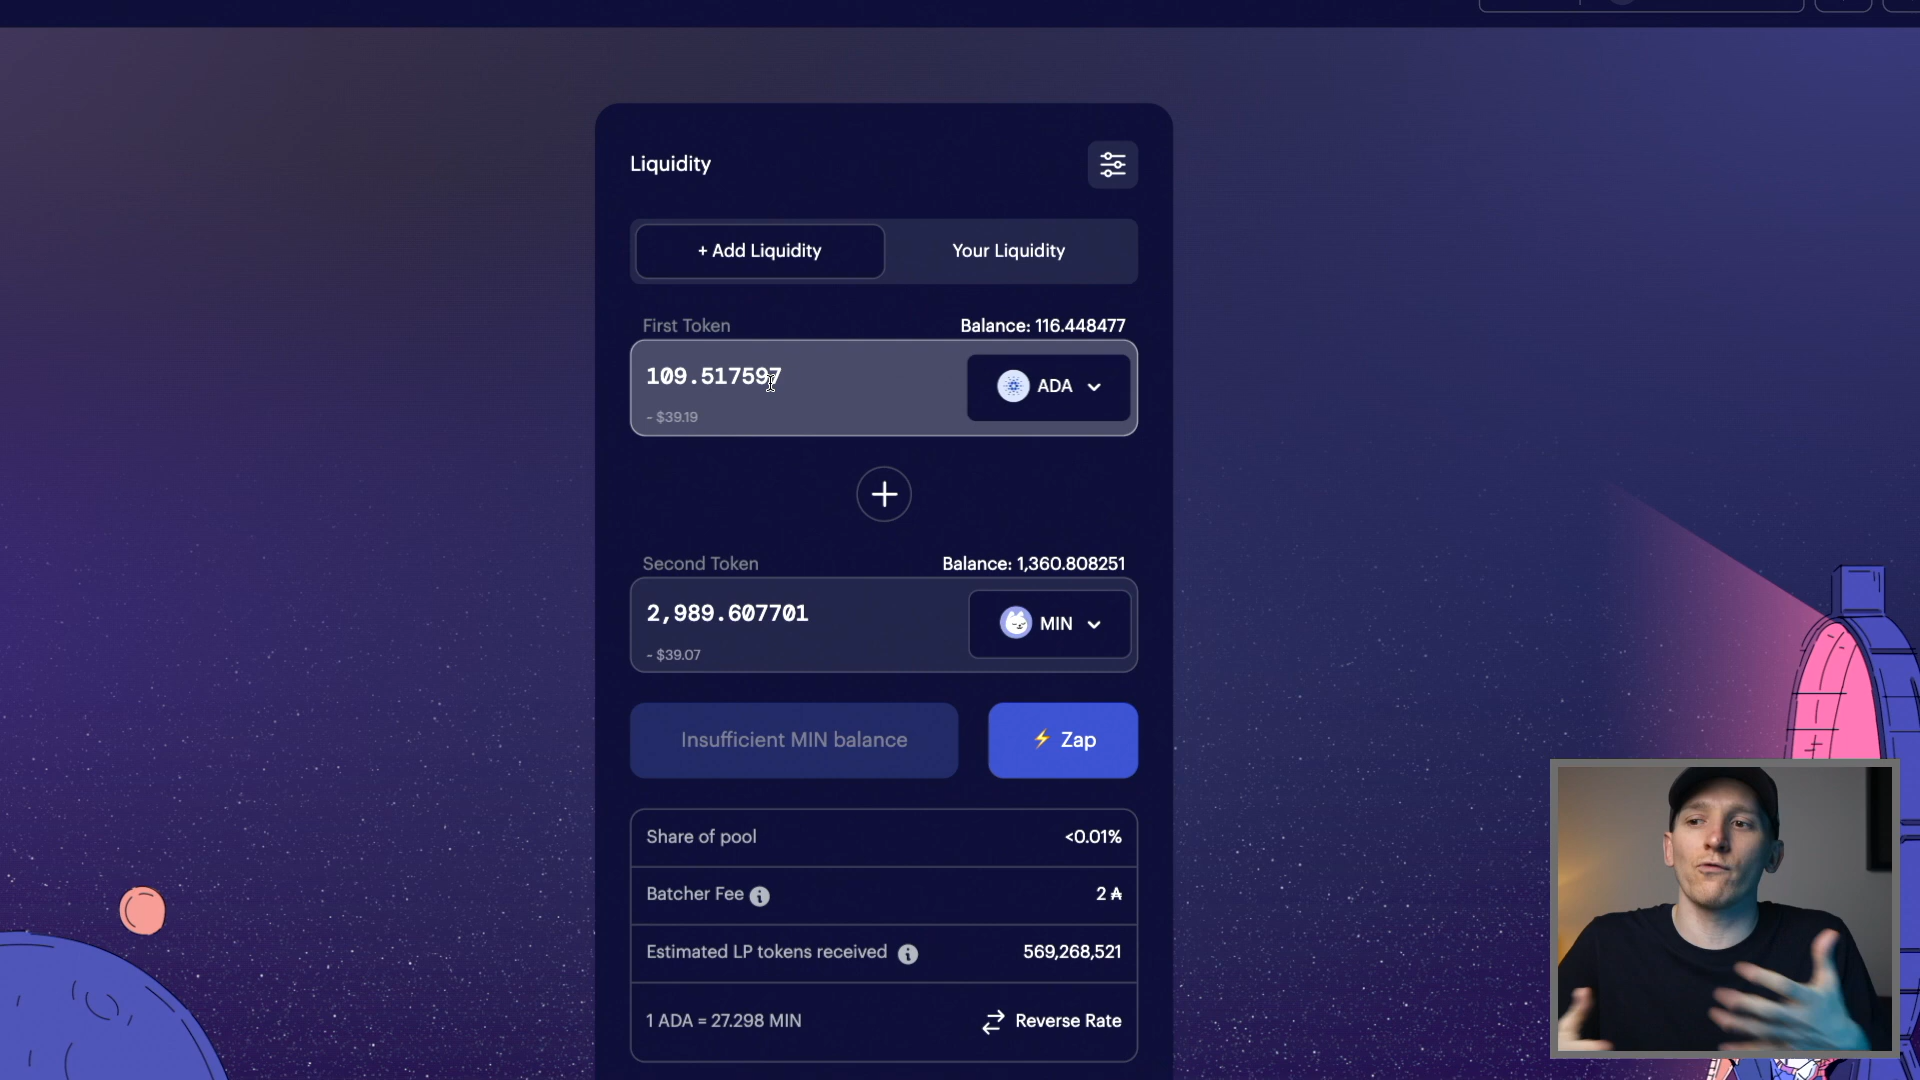 Liquidity
+ Add Liquidity
Your Liquidity
First Token
Balance: 116.448477
109.517597
ADA
~ $39.19
Second Token
Balance: 1,360.808251
2,989.607701
MIN
~ $39.07
Insufficient MIN balance
⚡ Zap
Share of pool
<0.01%
Batcher Fee
2 ₳
Estimated LP tokens received
569,268,521
1 ADA = 27.298 MIN
Reverse Rate